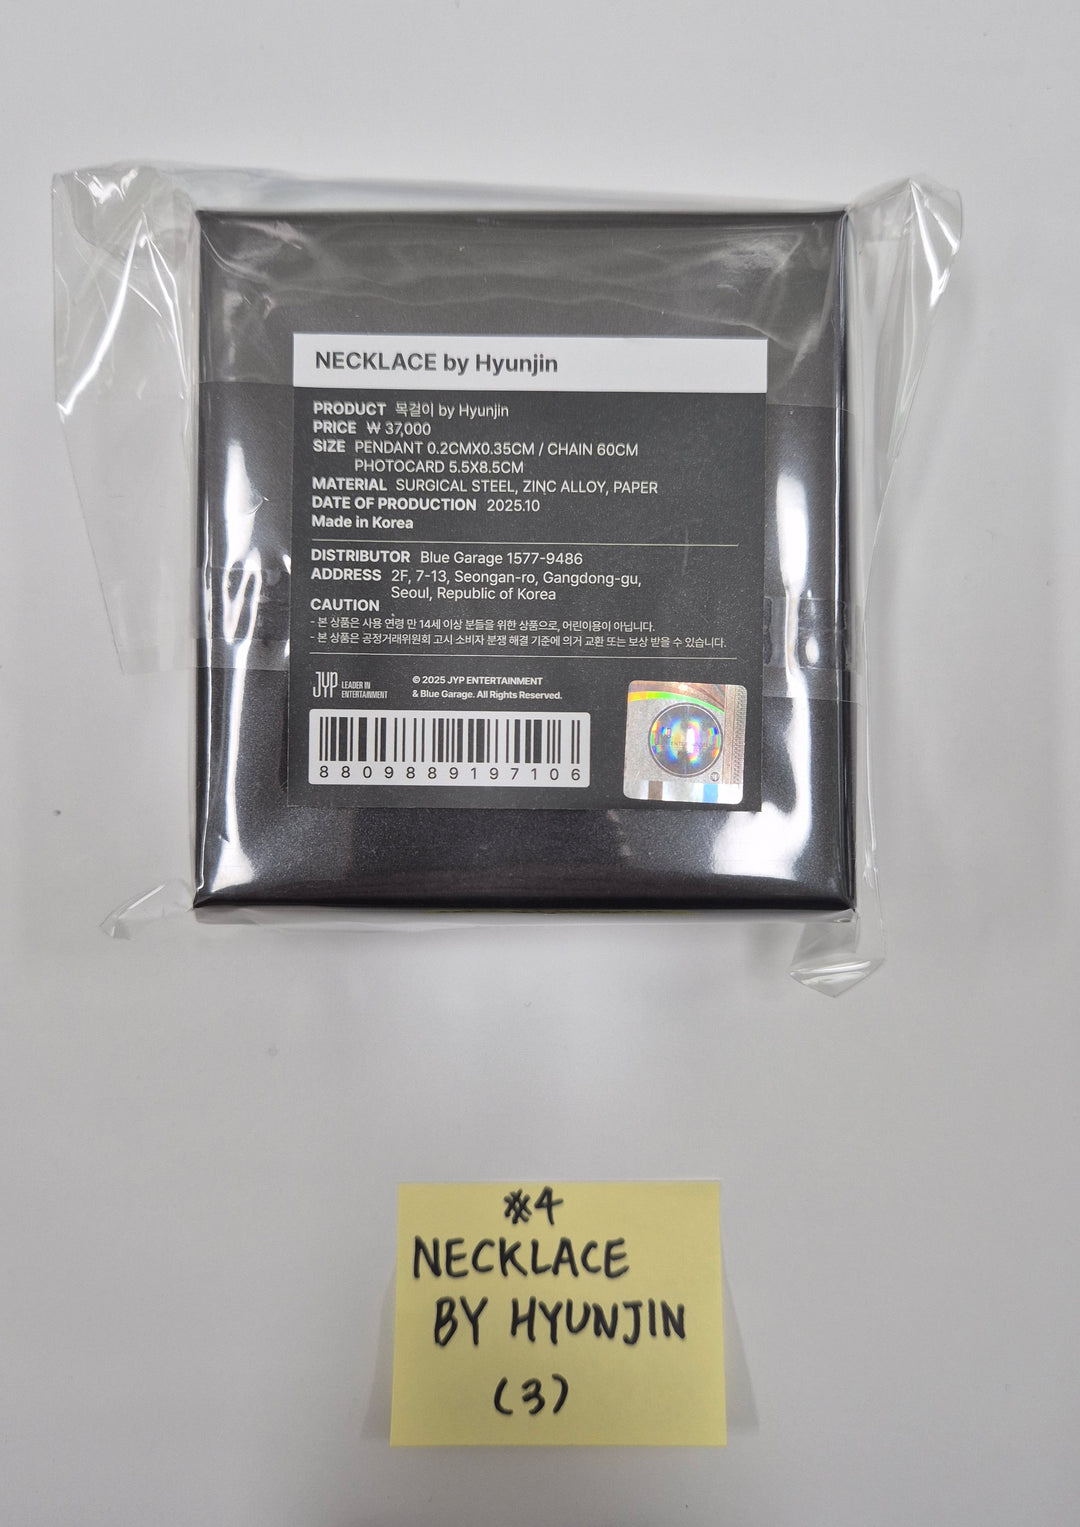 NECKLACE by Hyunjin
PRODUCT 목걸이 by Hyunjin
PRICE ₩ 37,000
SIZE PENDANT 0.2CMX0.35CM / CHAIN 60CM
PHOTOCARD 5.5X8.5CM
MATERIAL SURGICAL STEEL, ZINC ALLOY, PAPER
DATE OF PRODUCTION 2025.10
Made in Korea
DISTRIBUTOR Blue Garage 1577-9486
ADDRESS 2F, 7-13, Seongan-ro, Gangdong-gu,
Seoul, Republic of Korea
CAUTION
- 본 상품은 사용 연령 만 14세 이상 분들을 위한 상품으로, 어린이용이 아닙니다.
- 본 상품은 공정거래위원회 고시 소비자 분쟁 해결 기준에 의거 교환 또는 보상 받을 수 있습니다.
JYP LEADER IN
ENTERTAINMENT
© 2025 JYP ENTERTAINMENT
& Blue Garage. All Rights Reserved.
8809889197106
#4
NECKLACE
BY HYUNJIN
(3)